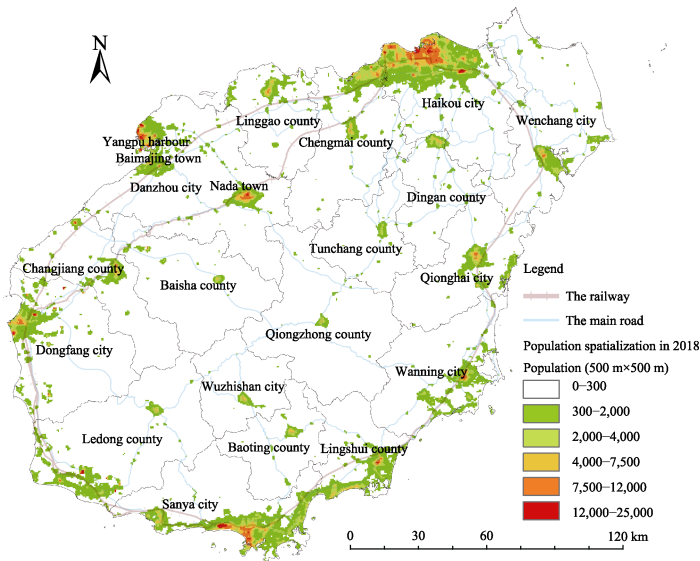 N
Haikou city
Linggao county
Wenchang city
Chengmai county
Yangpu harbour
Baimajing town
Danzhou city
Nada town
Dingan county
Tunchang county
Changjiang county
Baisha county
Qionghai city
Qiongzhong county
Dongfang city
Wanning city
Wuzhishan city
Ledong county
Baoting county
Lingshui county
Sanya city
Legend
The railway
The main road
Population spatialization in 2018
Population (500 m×500 m)
0–300
300–2,000
2,000–4,000
4,000–7,500
7,500–12,000
12,000–25,000
0 30 60 120 km